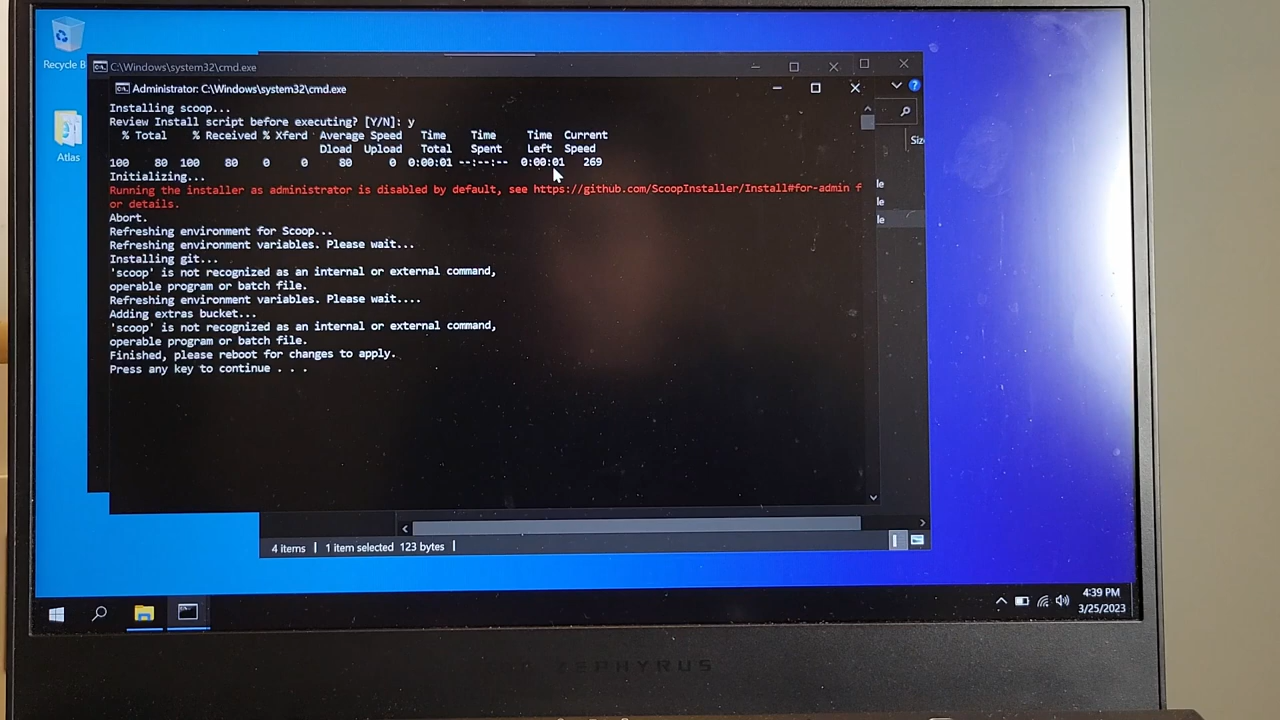 Recycle B
Atlas
C:\Windows\system32\cmd.exe
Administrator: C:\Windows\system32\cmd.exe
Siz
le
le
le
Installing scoop...
Review Install script before executing? [Y/N]: y
% Total % Received % Xferd Average Speed Time Time Time Current
Dload Upload Total Spent Left Speed
100 80 100 80 0 0 80 0 0:00:01 --:--:-- 0:00:01 269
Initializing...
Running the installer as administrator is disabled by default, see https://github.com/ScoopInstaller/Install#for-admin f
or details.
Abort.
Refreshing environment for Scoop...
Refreshing environment variables. Please wait...
Installing git...
'scoop' is not recognized as an internal or external command,
operable program or batch file.
Refreshing environment variables. Please wait....
Adding extras bucket...
'scoop' is not recognized as an internal or external command,
operable program or batch file.
Finished, please reboot for changes to apply.
Press any key to continue . . .
4 items 1 item selected 123 bytes
4:39 PM
3/25/2023
ZEPHYRUS